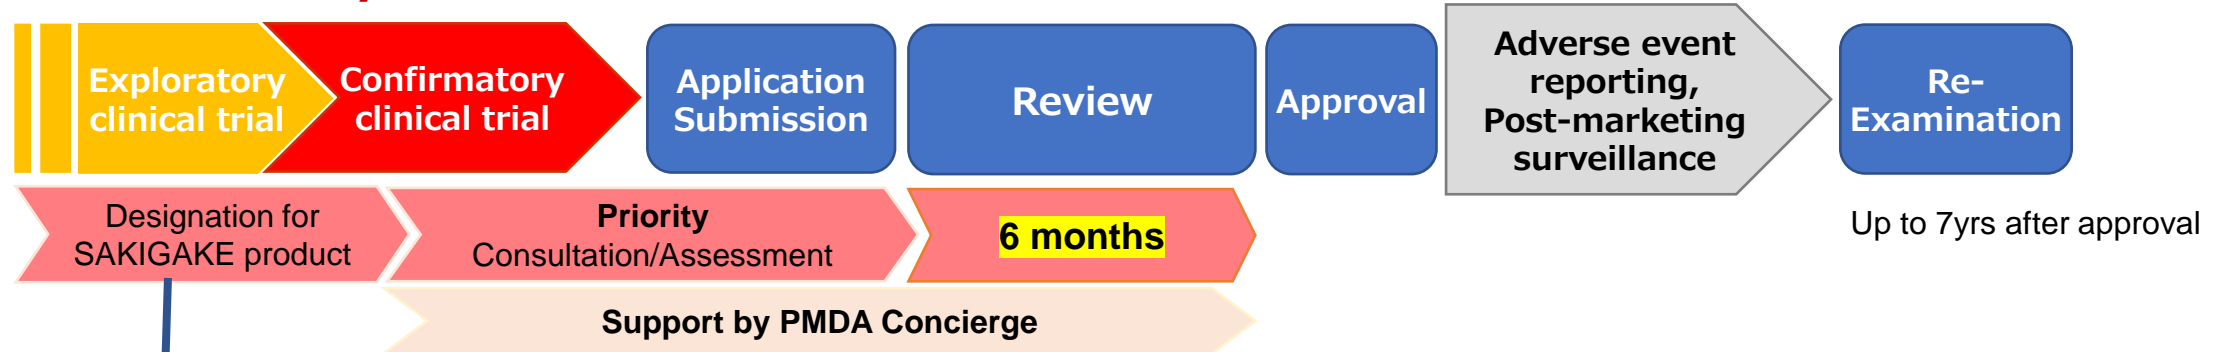 Exploratory
clinical trial
Confirmatory
clinical trial
Application
Submission
Review
Approval
Adverse event
reporting,
Post-marketing
surveillance
Re-
Examination
Designation for
SAKIGAKE product
Priority
Consultation/Assessment
6 months
Up to 7yrs after approval
Support by PMDA Concierge